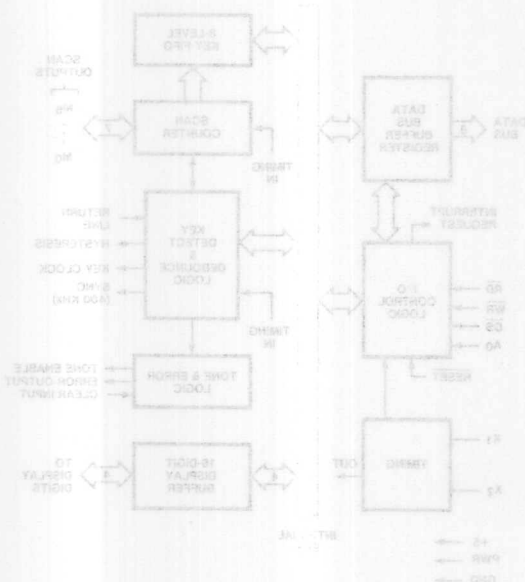 8-LEVEL
KEY FIFO
SCAN
OUTPUTS
SCAN
COUNTER
7
TIMING
IN
DATA
BUS
BUFFER
REGISTER
8
DATA
BUS
RETURN
LINE
HYSTERESIS
KEY CLOCK
SYNC
(400 KHz)
KEY
DETECT
&
DEBOUNCE
LOGIC
TIMING
IN
INTERRUPT
REQUEST
I/O
CONTROL
LOGIC
RD
WR
CS
A0
RESET
TONE ENABLE
ERROR OUTPUT
CLEAR INPUT
TONE & ERROR
LOGIC
TO
DISPLAY
DIGITS
4
16-DIGIT
DISPLAY
BUFFER
OUT
TIMING
X1
X2
+5
PWR
GND